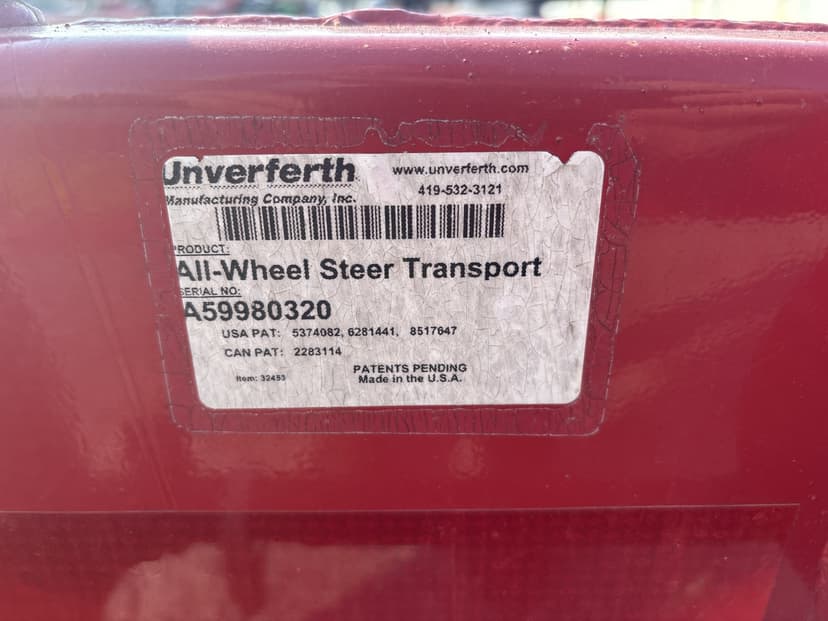 Unverferth
www.unverferth.com
Manufacturing Company, Inc.
419-532-3121
PRODUCT:
All-Wheel Steer Transport
SERIAL NO:
A59980320
USA PAT: 5374082, 6281441, 8517647
CAN PAT: 2283114
PATENTS PENDING
Item: 32453
Made in the U.S.A.